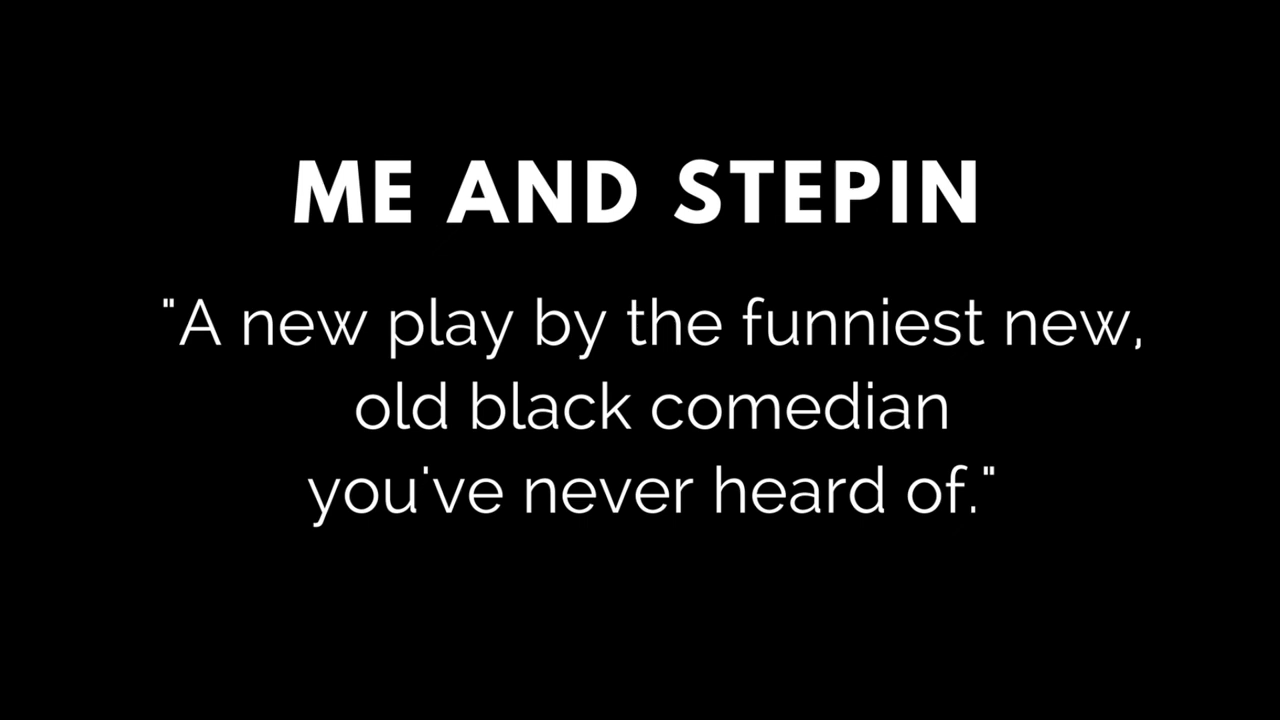 ME AND STEPIN
"A new play by the funniest new,
old black comedian
you've never heard of."